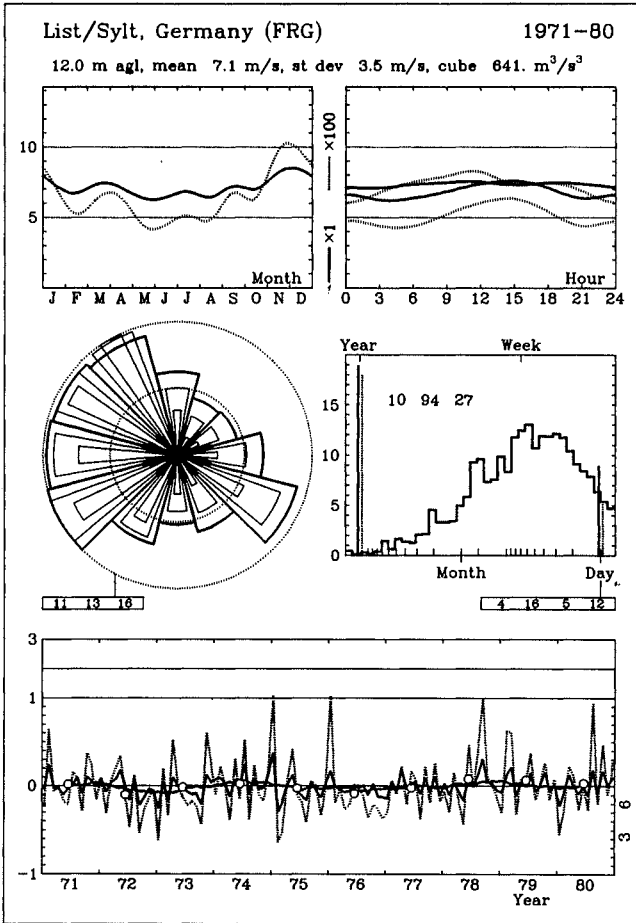 List/Sylt, Germany (FRG) 1971-80
12.0 m agl, mean 7.1 m/s, st dev 3.5 m/s, cube 641. m³/s³
10
5
Month
J F M A M J J A S O N D
×1 ×100
Hour
0 3 6 9 12 15 18 21 24
11 13 16
Year Week
10 94 27
15
10
5
0
Month Day
4 16 5 12
3
1
0
-1
71 72 73 74 75 76 77 78 79 80
Year
3 6